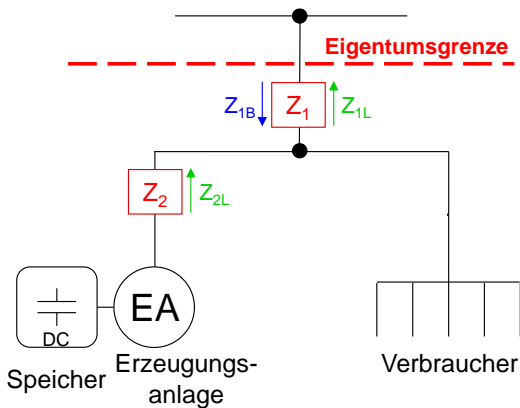 Eigentumsgrenze
Z1B
Z1
Z1L
Z2
Z2L
EA
DC
Speicher
Erzeugungs-
anlage
Verbraucher